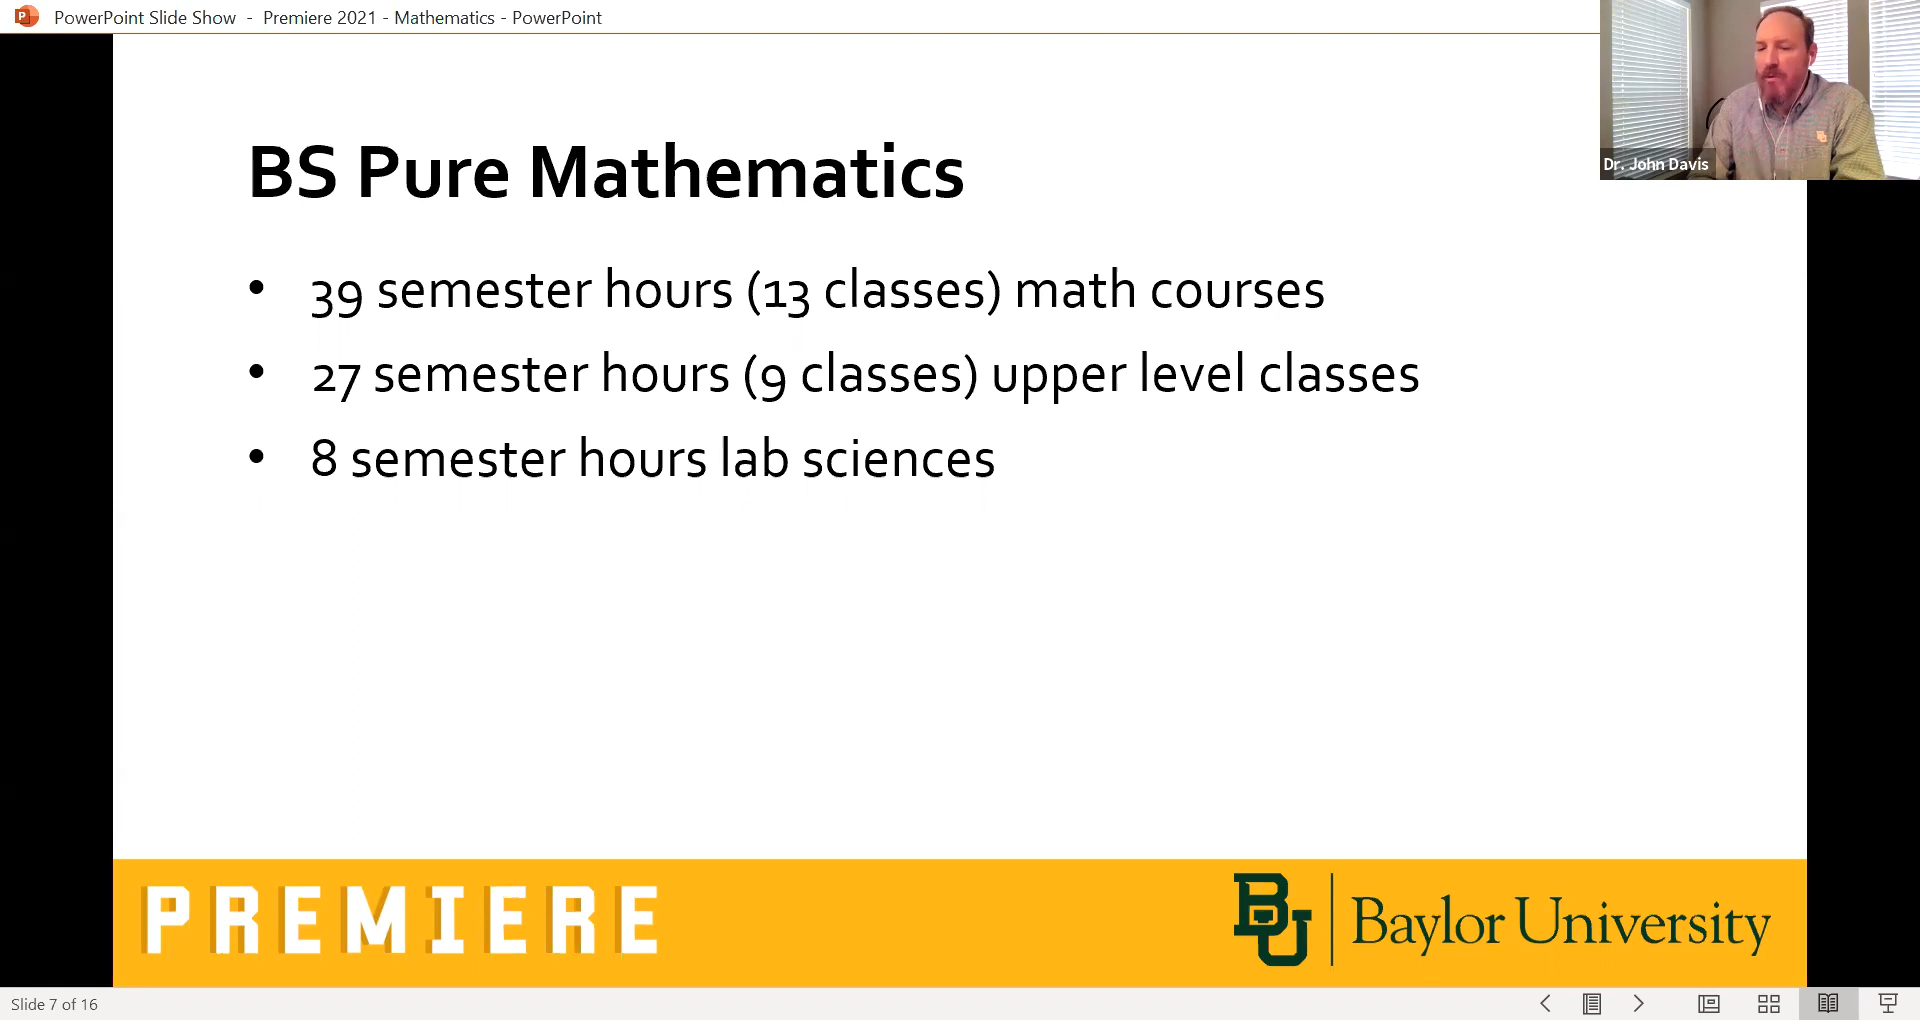 PowerPoint Slide Show - Premiere 2021 - Mathematics - PowerPoint
Dr. John Davis
BS Pure Mathematics
• 39 semester hours (13 classes) math courses
• 27 semester hours (9 classes) upper level classes
• 8 semester hours lab sciences
PREMIERE
BU
Baylor University
Slide 7 of 16